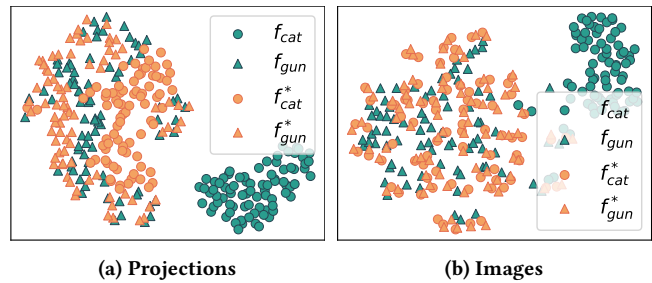 f_cat
f_gun
f*_cat
f*_gun
f_cat
f_gun
f*_cat
f*_gun
(a) Projections
(b) Images